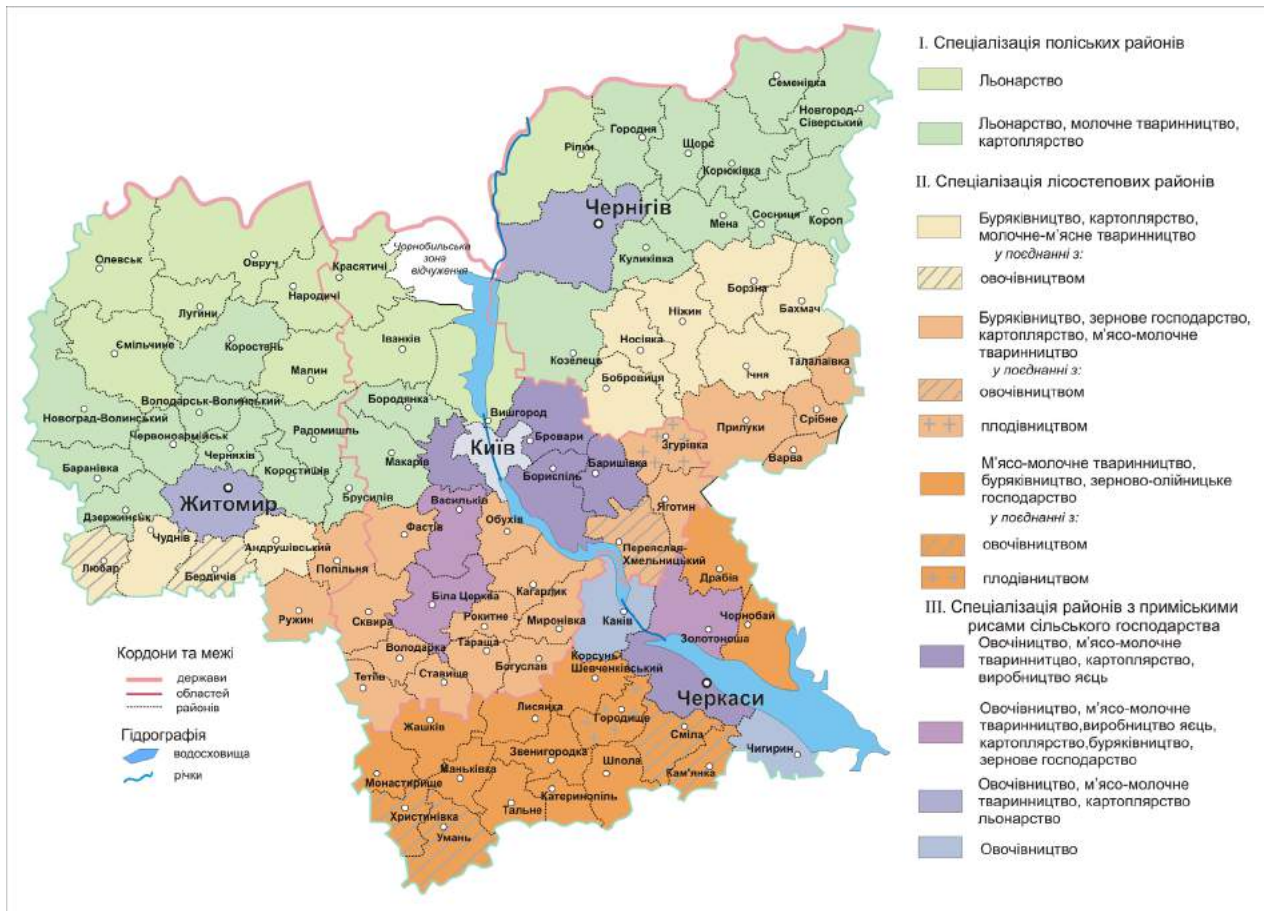 Семенівка
Новгород-
Сіверський
Городня
Ріпки
Щорс
Корюківка
Чернігів
Мена
Сосниця
Короп
Куликівка
Чорнобильська
зона
відчуження
Олевськ
Овруч
Красятичі
Народичі
Лугини
Ємільчине
Коростень
Малин
Іванків
Козелець
Борзна
Бахмач
Ніжин
Носівка
Бобровиця
Ічня
Талалаївка
Володарськ-Волинський
Новоград-Волинський
Червоноармійськ
Черняхів
Радомишль
Бородянка
Вишгород
Київ
Бровари
Баришівка
Бориспіль
Макарів
Згурівка
Прилуки
Срібне
Варва
Баранівка
Коростишів
Житомир
Брусилів
Васильків
Дзержинськ
Чуднів
Любар
Бердичів
Андрушівський
Попільня
Фастів
Обухів
Яготин
Переяслав-
Хмельницький
Драбів
Чорнобай
Ружин
Сквира
Біла Церква
Кагарлик
Рокитне
Миронівка
Канів
Золотоноша
Володарка
Тараща
Ставище
Богуслав
Тетіїв
Корсунь-
Шевченківський
Черкаси
Жашків
Лисянка
Городище
Сміла
Чигирин
Звенигородка
Шпола
Кам'янка
Монастирище
Маньківка
Катеринопіль
Тальне
Христинівка
Умань
Кордони та межі
держави
областей
районів
Гідрографія
водосховища
річки
I. Спеціалізація поліських районів
Льонарство
Льонарство, молочне тваринництво,
картоплярство
II. Спеціалізація лісостепових районів
Буряківництво, картоплярство,
молочне-м'ясне тваринництво
у поєднанні з:
овочівництвом
Буряківництво, зернове господарство,
картоплярство, м'ясо-молочне
тваринництво
у поєднанні з:
овочівництвом
пплодівництвом
М'ясо-молочне тваринництво,
буряківництво, зерново-олійницьке
господарство
у поєднанні з:
овочівництвом
плодівництвом
III. Спеціалізація районів з приміськими
рисами сільського господарства
Овочіництво, м'ясо-молочне
твариннитцво, картоплярство,
виробництво яєць
Овочівництво, м'ясо-молочне
тваринництво,виробництво яєць,
картоплярство,буряківництво,
зернове господарство
Овочівництво, м'ясо-молочне
тваринництво, картоплярство
льонарство
Овочівництво